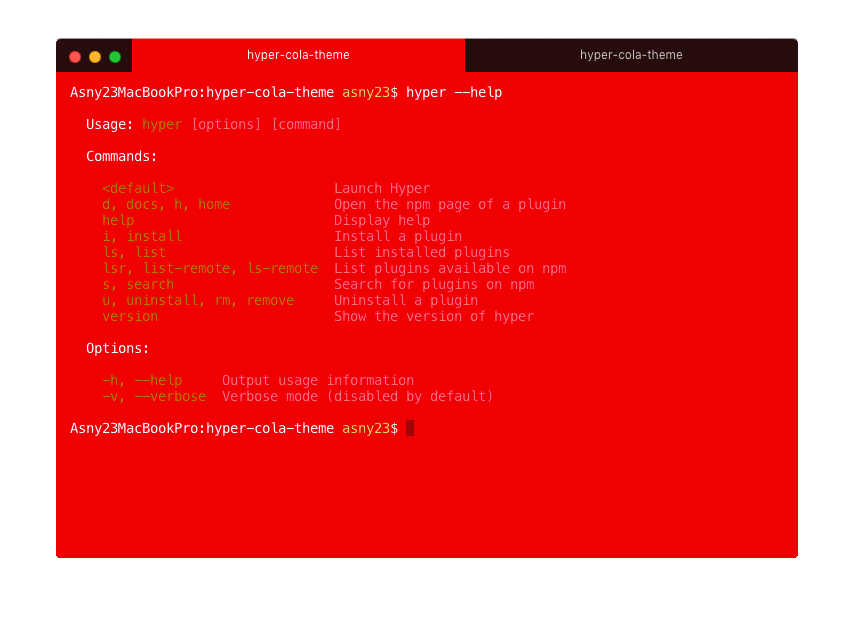 hyper-cola-theme hyper-cola-theme
Asny23MacBookPro:hyper-cola-theme asny23$ hyper --help
Usage: hyper [options] [command]
Commands:
<default> Launch Hyper
d, docs, h, home Open the npm page of a plugin
help Display help
i, install Install a plugin
ls, list List installed plugins
lsr, list-remote, ls-remote List plugins available on npm
s, search Search for plugins on npm
u, uninstall, rm, remove Uninstall a plugin
version Show the version of hyper
Options:
-h, --help Output usage information
-v, --verbose Verbose mode (disabled by default)
Asny23MacBookPro:hyper-cola-theme asny23$